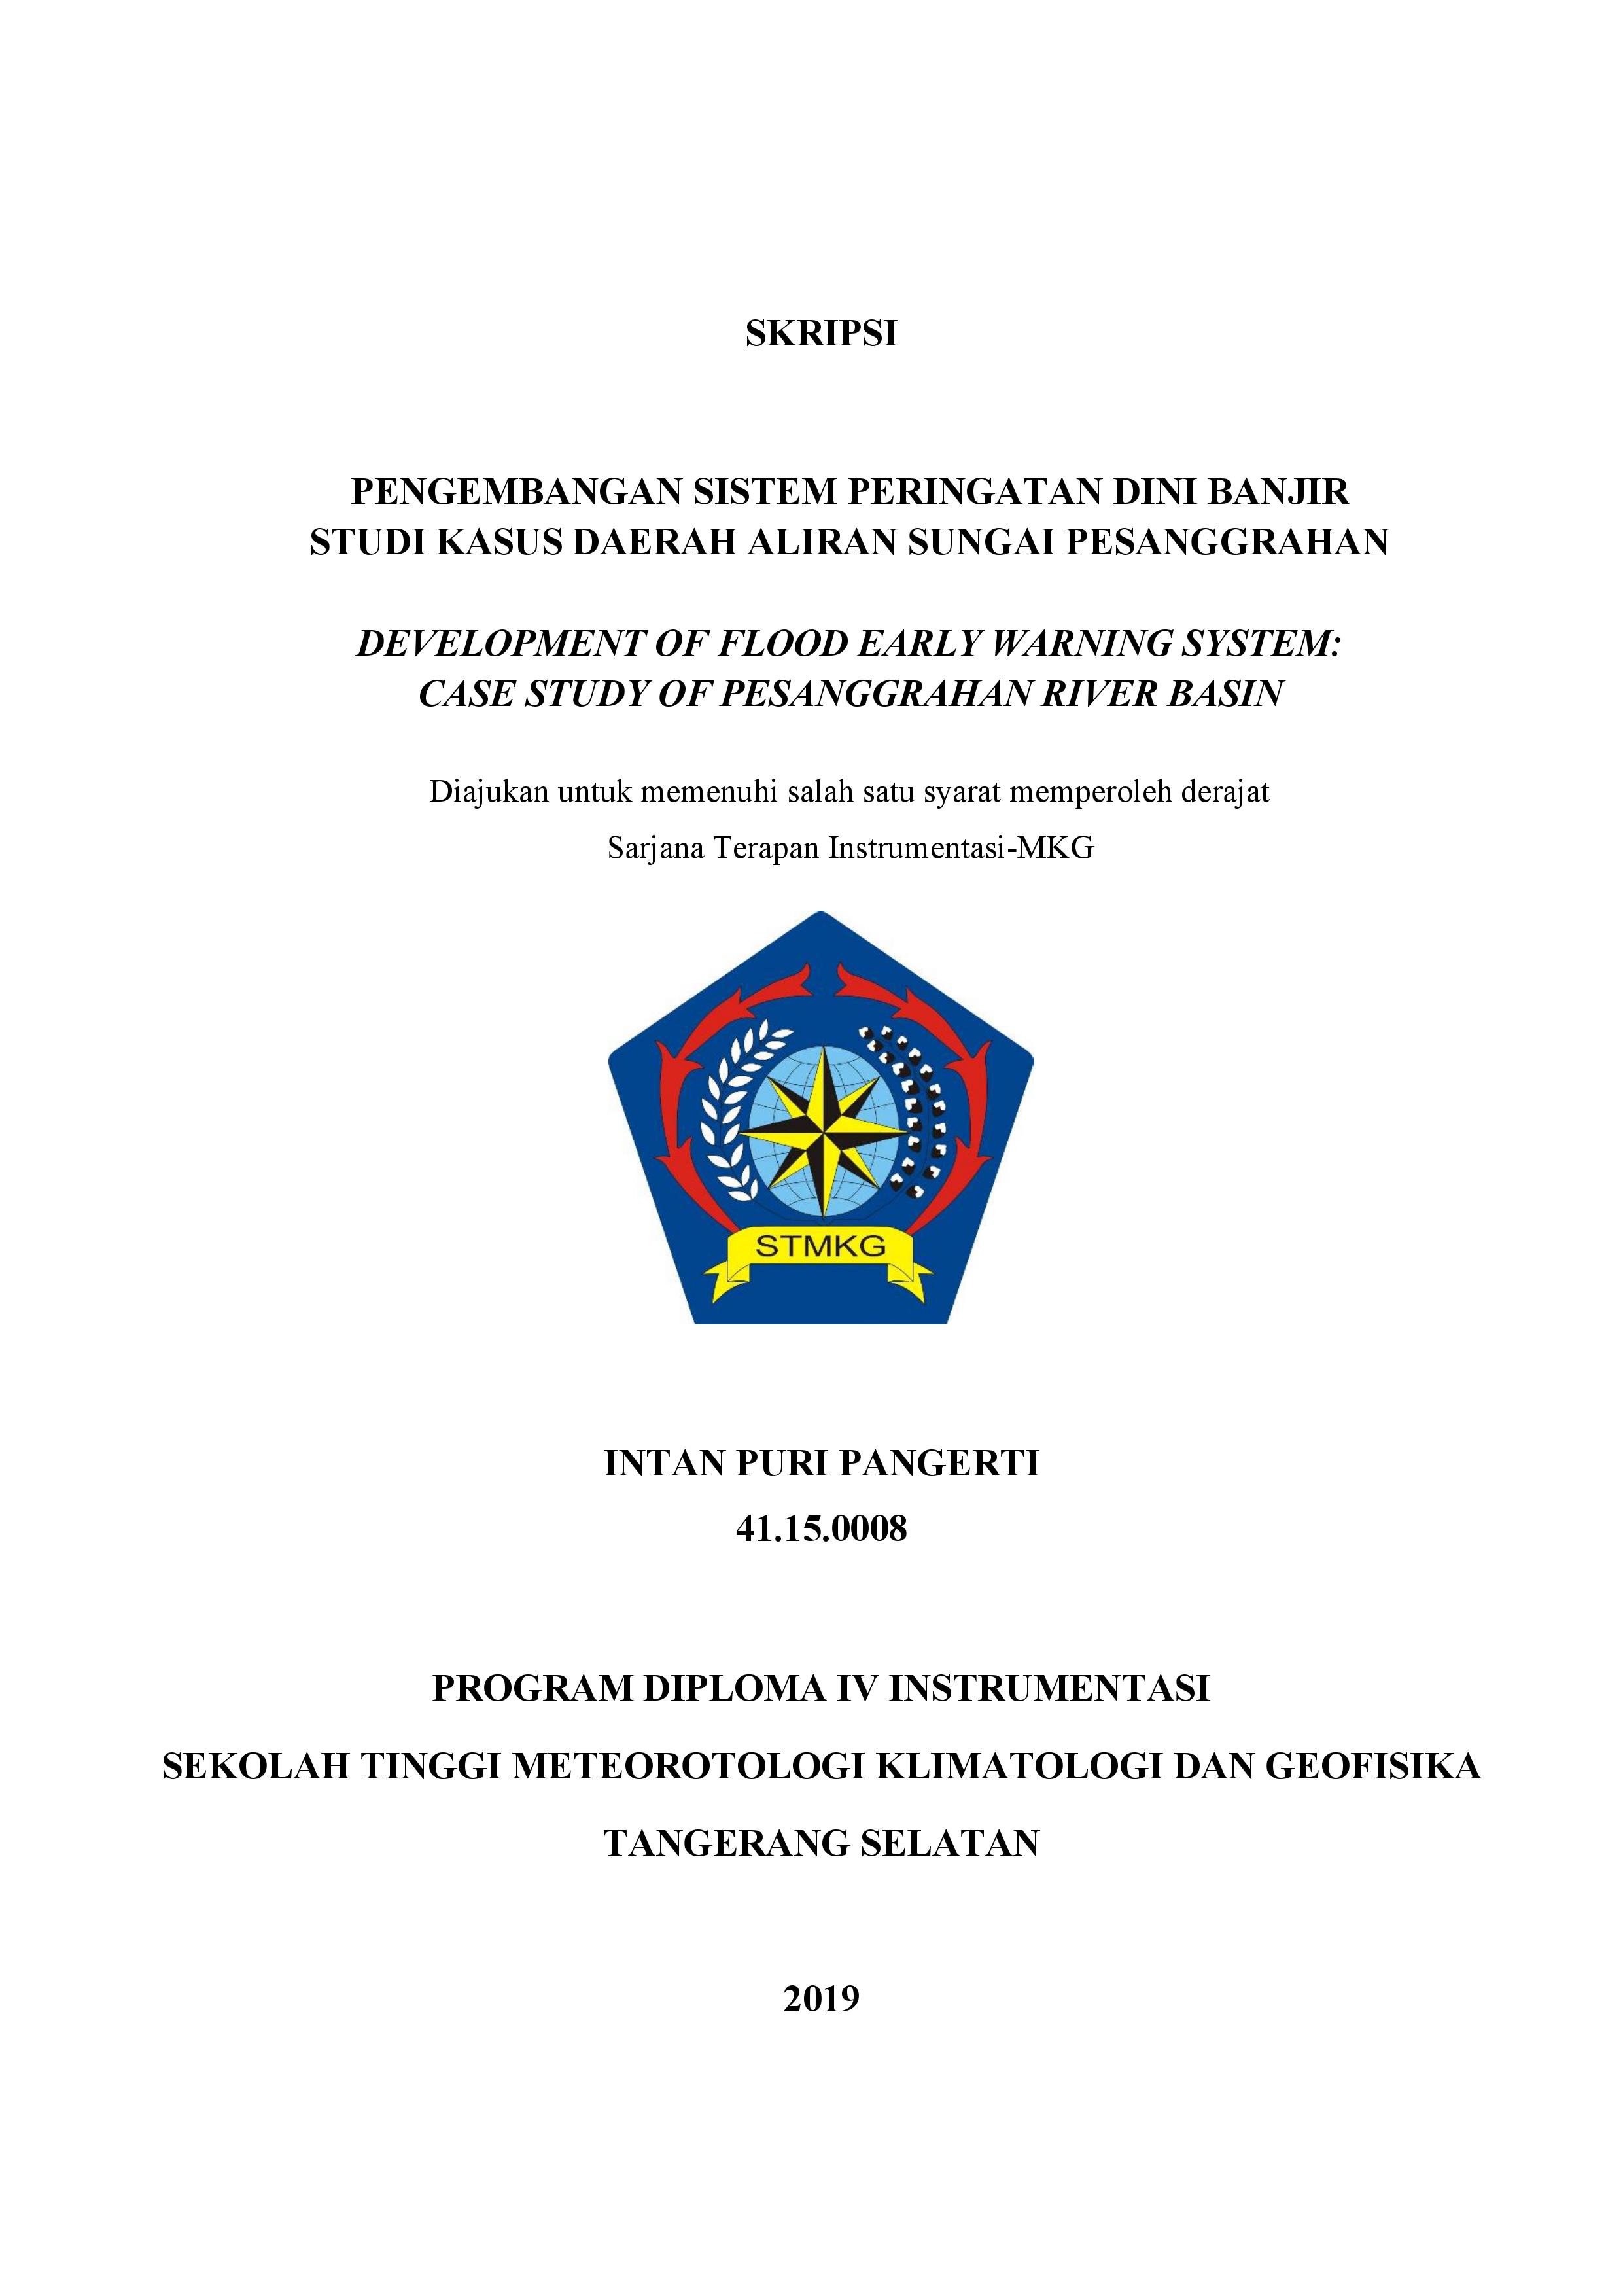 SKRIPSI
PENGEMBANGAN SISTEM PERINGATAN DINI BANJIR
STUDI KASUS DAERAH ALIRAN SUNGAI PESANGGRAHAN
DEVELOPMENT OF FLOOD EARLY WARNING SYSTEM:
CASE STUDY OF PESANGGRAHAN RIVER BASIN
Diajukan untuk memenuhi salah satu syarat memperoleh derajat
Sarjana Terapan Instrumentasi-MKG
STMKG
INTAN PURI PANGERTI
41.15.0008
PROGRAM DIPLOMA IV INSTRUMENTASI
SEKOLAH TINGGI METEOROTOLOGI KLIMATOLOGI DAN GEOFISIKA
TANGERANG SELATAN
2019